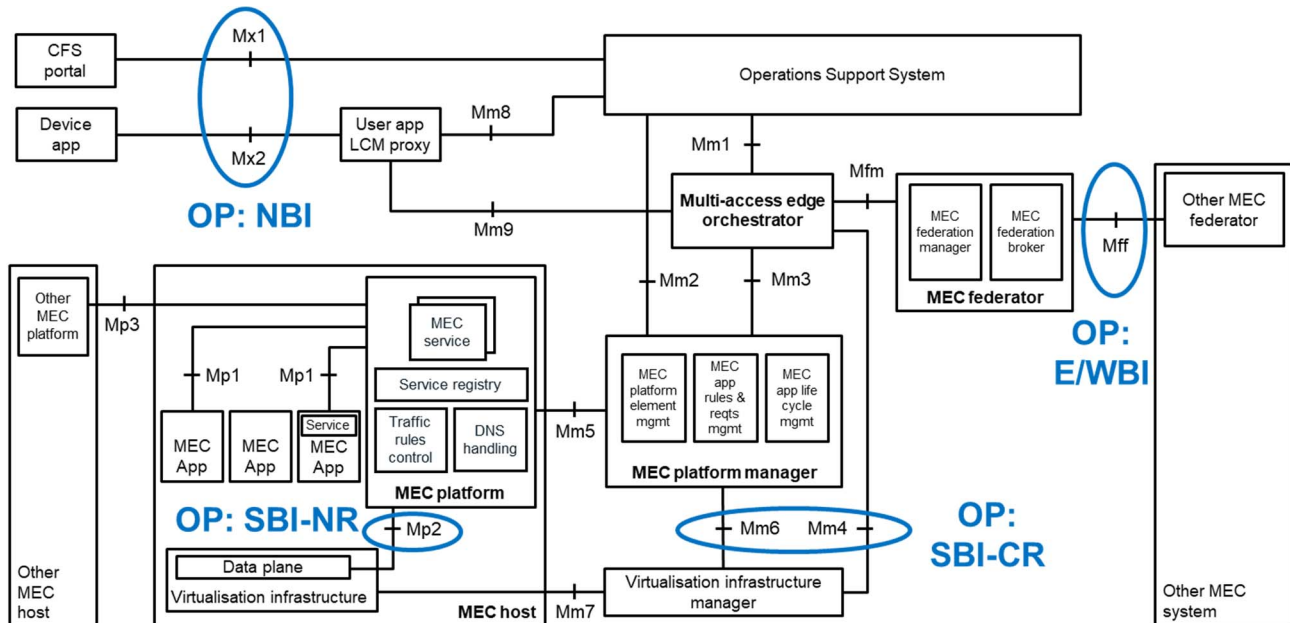 CFS
portal
Mx1
Operations Support System
Device
app
Mx2
User app
LCM proxy
Mm8
OP: NBI
Mm9
Mm1
Multi-access edge
orchestrator
Mfm
MEC
federation
manager
MEC
federation
broker
MEC federator
Mff
Other MEC
federator
OP:
E/WBI
Other
MEC
platform
Mp3
Mp1
Mp1
MEC
service
Service registry
Traffic
rules
control
DNS
handling
MEC platform
MEC
App
MEC
App
Service
MEC
App
Mm2
Mm3
Mm5
MEC
platform
element
mgmt
MEC
app
rules &
reqts
mgmt
MEC
app life
cycle
mgmt
MEC platform manager
OP: SBI-NR
Mp2
Mm6
Mm4
OP:
SBI-CR
Data plane
Virtualisation infrastructure
MEC host
Mm7
Virtualisation infrastructure
manager
Other
MEC
host
Other MEC
system